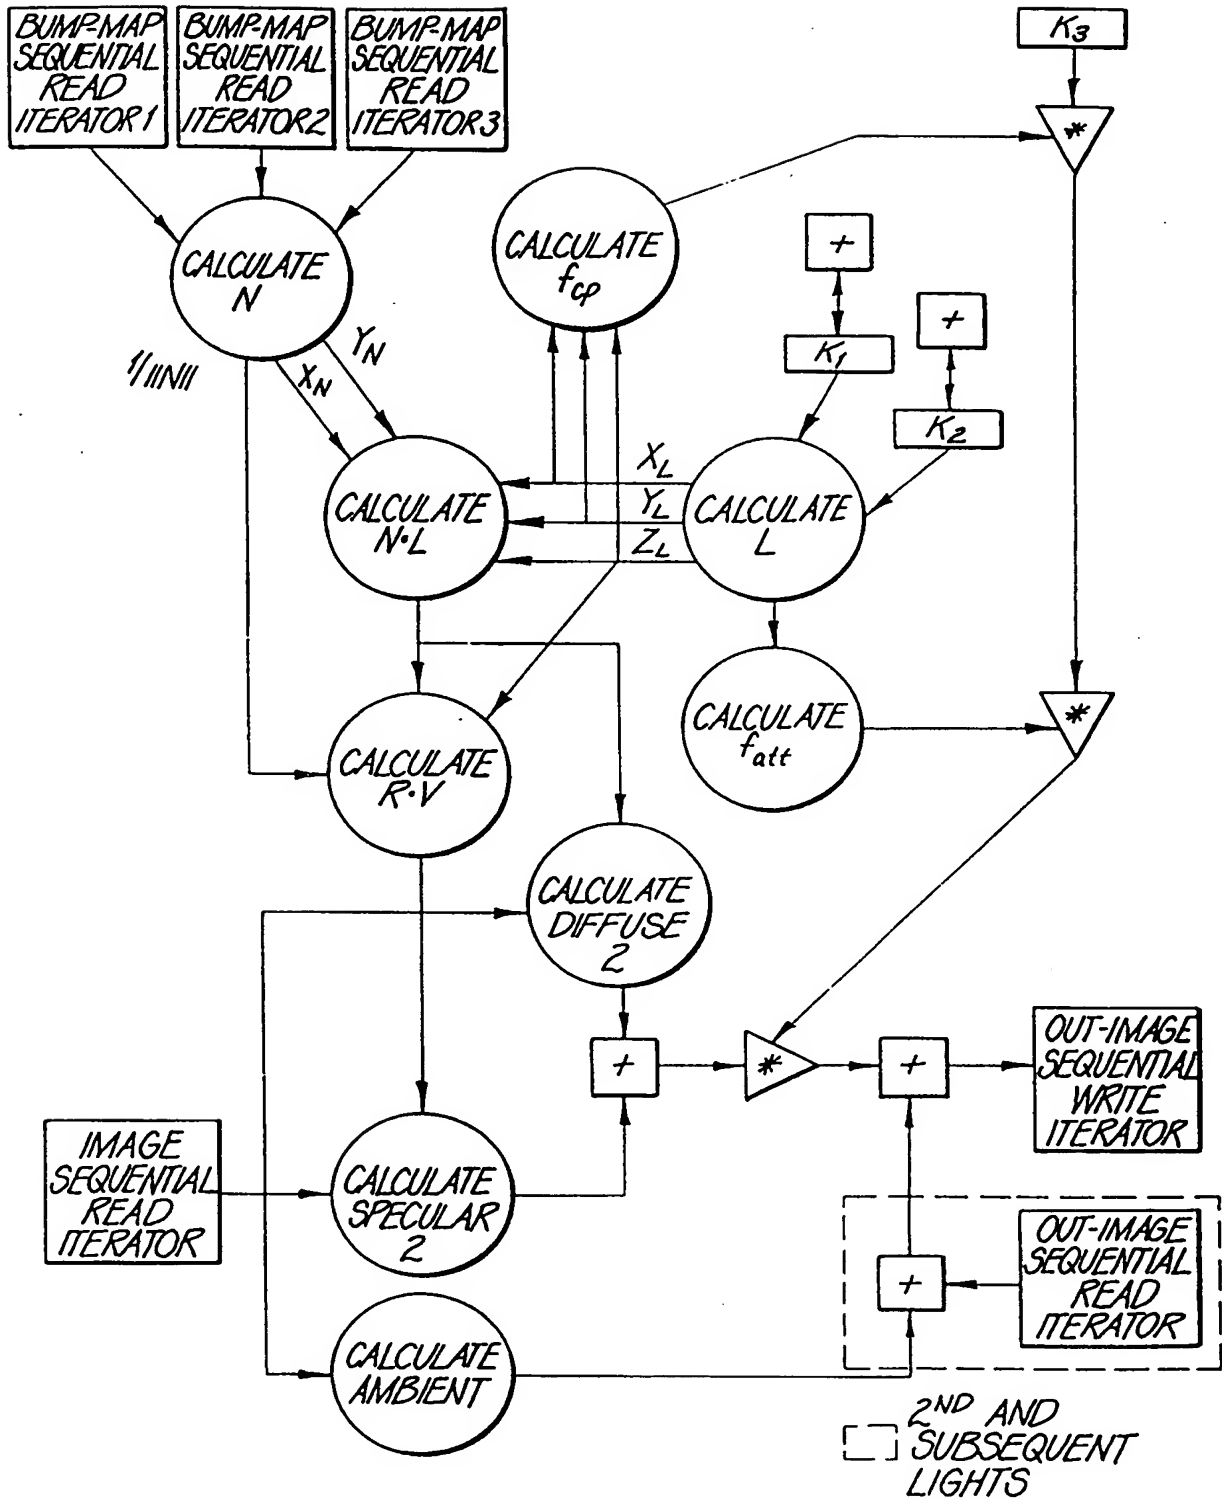 BUMP-MAP
SEQUENTIAL
READ
ITERATOR 1
BUMP-MAP
SEQUENTIAL
READ
ITERATOR 2
BUMP-MAP
SEQUENTIAL
READ
ITERATOR 3
K3
*
CALCULATE
N
CALCULATE
fcp
+
+
K1
K2
1/||N||
XN
YN
CALCULATE
N·L
XL
YL
ZL
CALCULATE
L
CALCULATE
R·V
CALCULATE
fatt
*
CALCULATE
DIFFUSE
2
+
*
+
OUT-IMAGE
SEQUENTIAL
WRITE
ITERATOR
IMAGE
SEQUENTIAL
READ
ITERATOR
CALCULATE
SPECULAR
2
+
OUT-IMAGE
SEQUENTIAL
READ
ITERATOR
CALCULATE
AMBIENT
2ND AND
SUBSEQUENT
LIGHTS